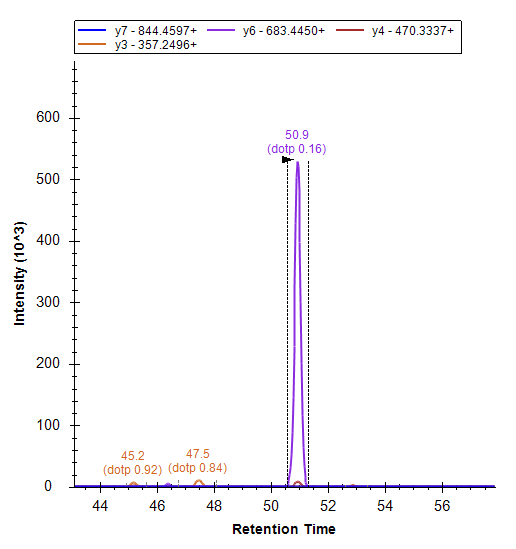 y7 - 844.4597+ y6 - 683.4450+ y4 - 470.3337+
y3 - 357.2496+
600
500
400
300
200
100
0
Intensity (10^3)
50.9
(dotp 0.16)
45.2
(dotp 0.92)
47.5
(dotp 0.84)
44 46 48 50 52 54 56
Retention Time